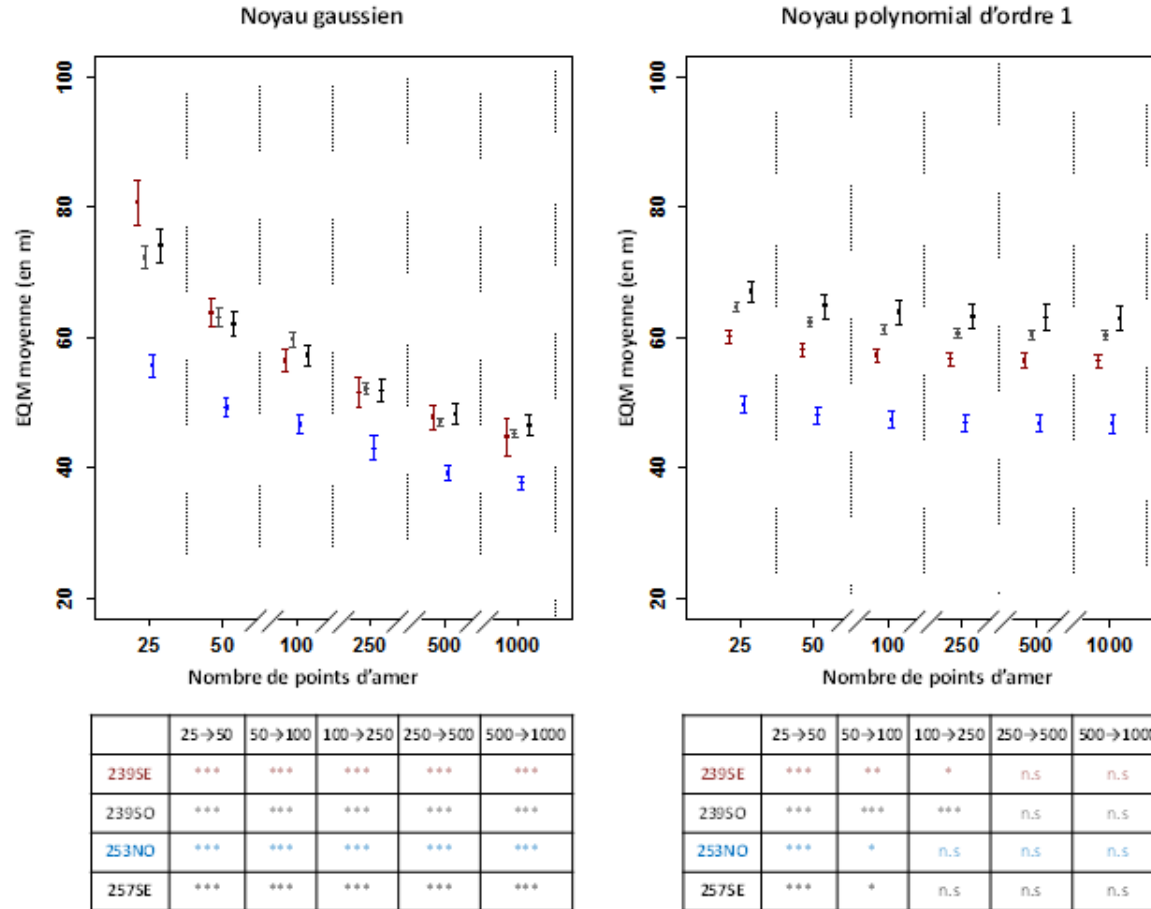 Noyau gaussien
Noyau polynomial d'ordre 1
EQM moyenne (en m)
100
80
60
40
20
25 50 100 250 500 1000
Nombre de points d'amer
EQM moyenne (en m)
100
80
60
40
20
25 50 100 250 500 1000
Nombre de points d'amer
25→50 50→100 100→250 250→500 500→1000
239SE *** *** *** *** ***
239SO *** *** *** *** ***
253NO *** *** *** *** ***
257SE *** *** *** *** ***
25→50 50→100 100→250 250→500 500→1000
239SE *** ** * n.s n.s
239SO *** *** *** n.s n.s
253NO *** * n.s n.s n.s
257SE *** * n.s n.s n.s